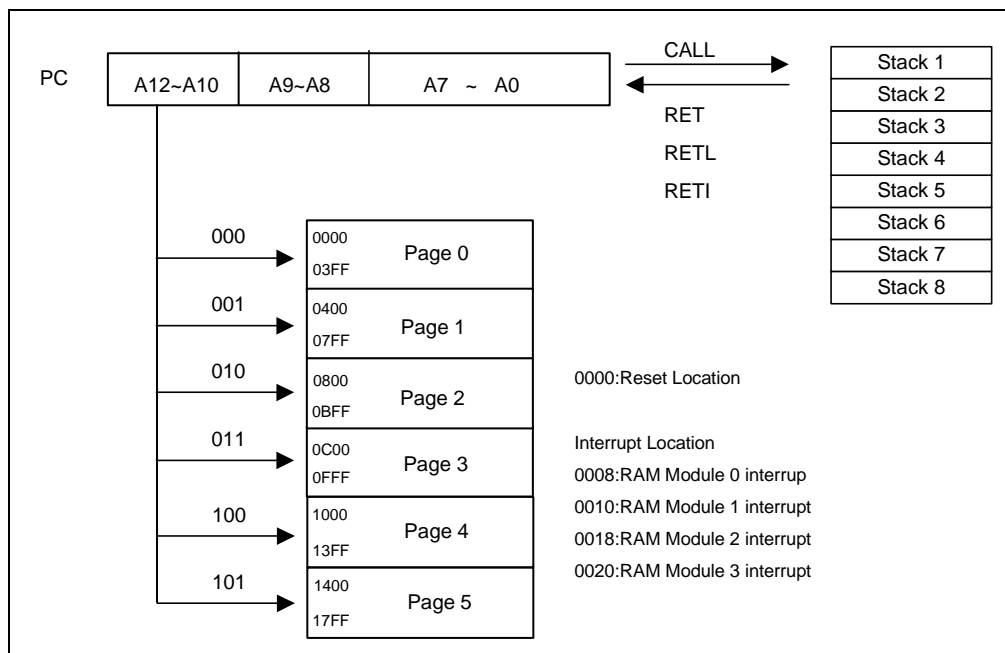 PC
A12~A10
A9~A8
A7 ~ A0
CALL
RET
RETL
RETI
Stack 1
Stack 2
Stack 3
Stack 4
Stack 5
Stack 6
Stack 7
Stack 8
000
0000
03FF
Page 0
001
0400
07FF
Page 1
010
0800
0BFF
Page 2
011
0C00
0FFF
Page 3
100
1000
13FF
Page 4
101
1400
17FF
Page 5
0000:Reset Location
Interrupt Location
0008:RAM Module 0 interrup
0010:RAM Module 1 interrupt
0018:RAM Module 2 interrupt
0020:RAM Module 3 interrupt